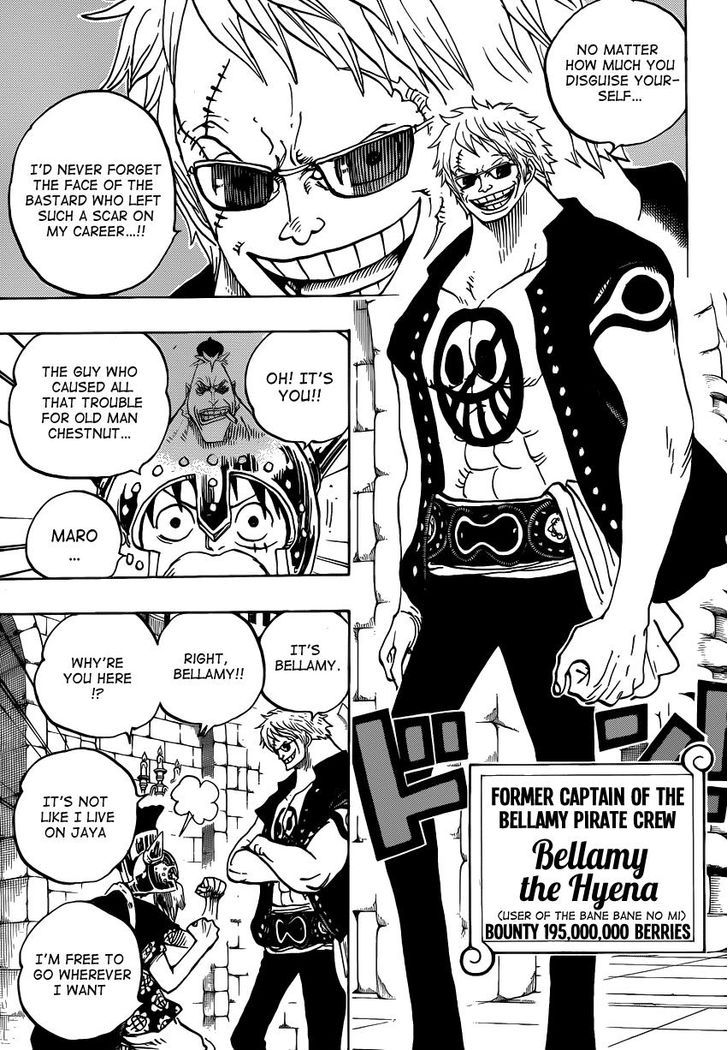 NO MATTER
HOW MUCH YOU
DISGUISE YOUR-
SELF...
I'D NEVER FORGET
THE FACE OF THE
BASTARD WHO LEFT
SUCH A SCAR ON
MY CAREER...!!
OH! IT'S
YOU!!
THE GUY WHO
CAUSED ALL
THAT TROUBLE
FOR OLD MAN
CHESTNUT...
MARO
...
IT'S
BELLAMY.
RIGHT,
BELLAMY!!
WHY'RE
YOU HERE
!?
IT'S NOT
LIKE I LIVE
ON JAYA
I'M FREE TO
GO WHEREVER
I WANT
ドンッ
FORMER CAPTAIN OF THE
BELLAMY PIRATE CREW
Bellamy
the Hyena
(USER OF THE BANE BANE NO MI)
BOUNTY 195,000,000 BERRIES